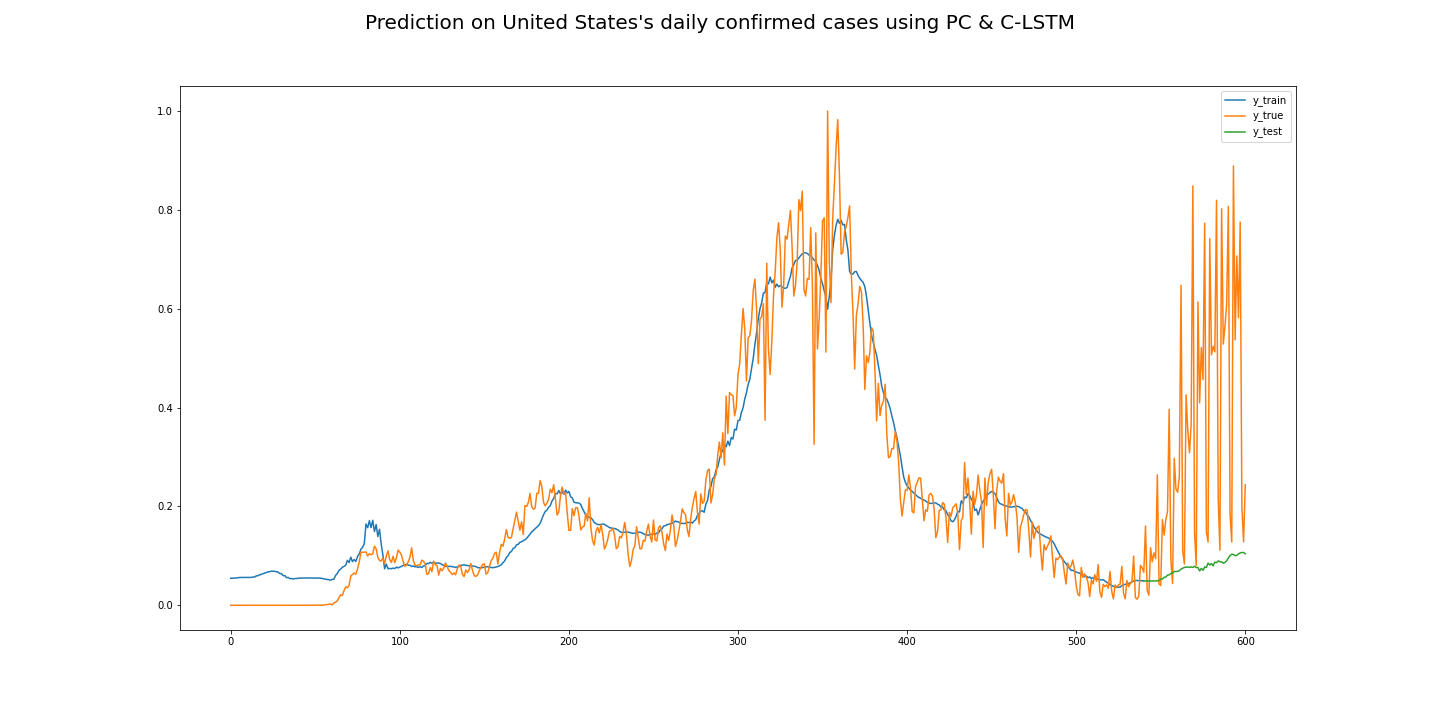 Prediction on United States's daily confirmed cases using PC & C-LSTM
y_train
y_true
y_test
1.0
0.8
0.6
0.4
0.2
0.0
0 100 200 300 400 500 600